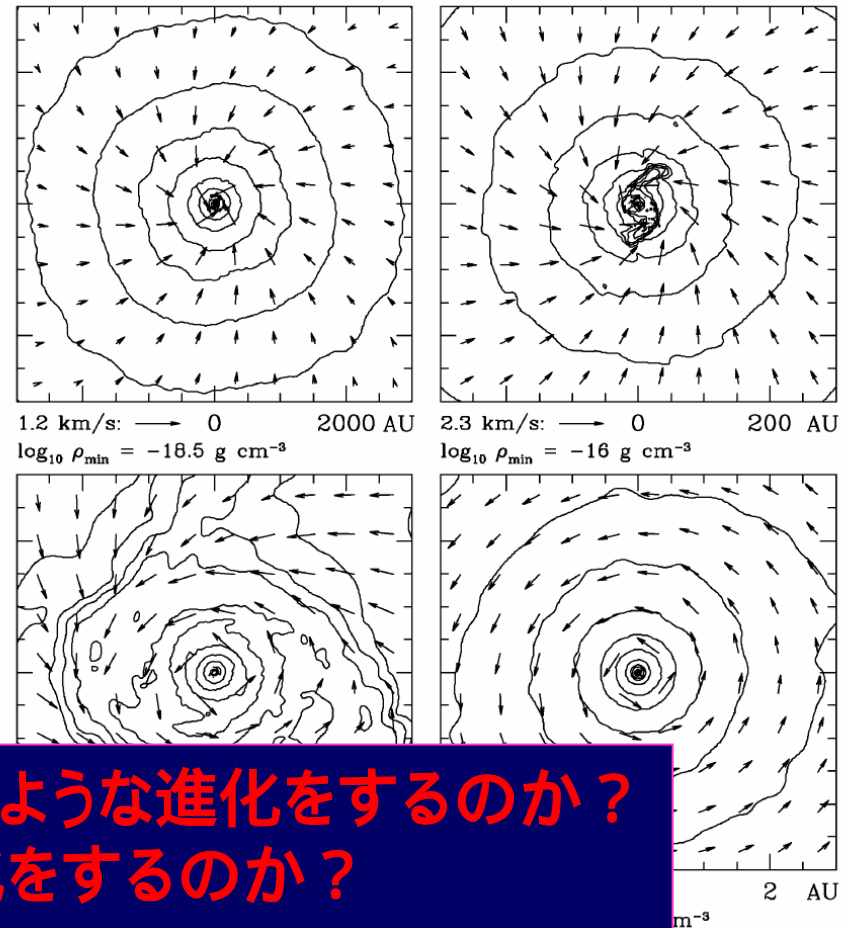 1.2 km/s: → 0 2000 AU
log₁₀ ρmin = −18.5 g cm⁻³
2.3 km/s: → 0 200 AU
log₁₀ ρmin = −16 g cm⁻³
ような進化をするのか？
をするのか？
2 AU
m⁻³